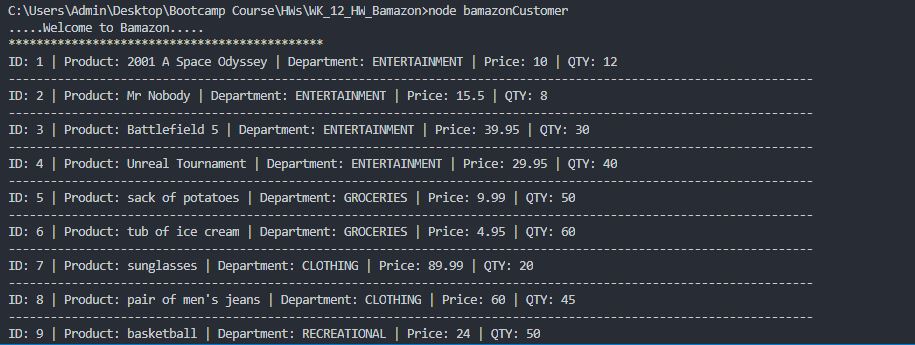 C:\Users\Admin\Desktop\Bootcamp Course\HWs\WK_12_HW_Bamazon>node bamazonCustomer
.....Welcome to Bamazon.....
*********************************************
ID: 1 | Product: 2001 A Space Odyssey | Department: ENTERTAINMENT | Price: 10 | QTY: 12
-------------------------------------------------------------------------------------------------------------------
ID: 2 | Product: Mr Nobody | Department: ENTERTAINMENT | Price: 15.5 | QTY: 8
-------------------------------------------------------------------------------------------------------------------
ID: 3 | Product: Battlefield 5 | Department: ENTERTAINMENT | Price: 39.95 | QTY: 30
-------------------------------------------------------------------------------------------------------------------
ID: 4 | Product: Unreal Tournament | Department: ENTERTAINMENT | Price: 29.95 | QTY: 40
-------------------------------------------------------------------------------------------------------------------
ID: 5 | Product: sack of potatoes | Department: GROCERIES | Price: 9.99 | QTY: 50
-------------------------------------------------------------------------------------------------------------------
ID: 6 | Product: tub of ice cream | Department: GROCERIES | Price: 4.95 | QTY: 60
-------------------------------------------------------------------------------------------------------------------
ID: 7 | Product: sunglasses | Department: CLOTHING | Price: 89.99 | QTY: 20
-------------------------------------------------------------------------------------------------------------------
ID: 8 | Product: pair of men's jeans | Department: CLOTHING | Price: 60 | QTY: 45
-------------------------------------------------------------------------------------------------------------------
ID: 9 | Product: basketball | Department: RECREATIONAL | Price: 24 | QTY: 50